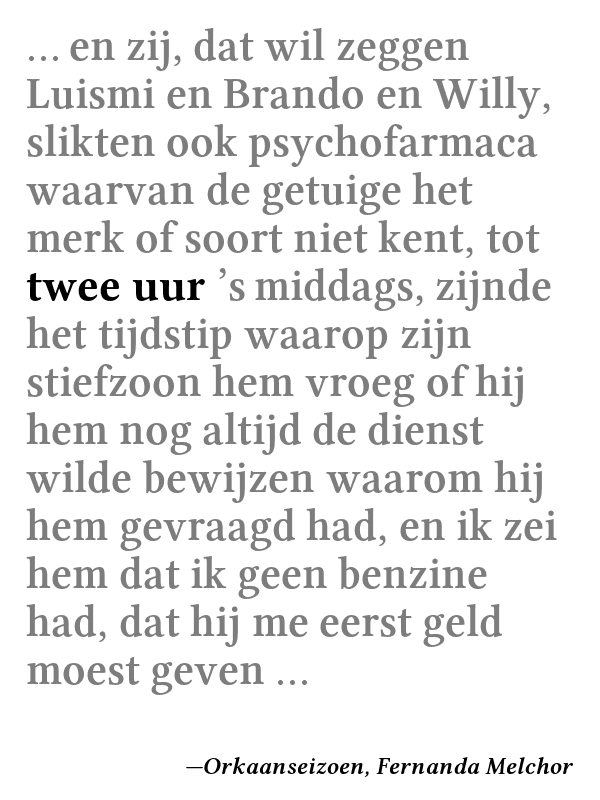 … en zij, dat wil zeggen
Luismi en Brando en Willy,
slikten ook psychofarmaca
waarvan de getuige het
merk of soort niet kent, tot
twee uur ’s middags, zijnde
het tijdstip waarop zijn
stiefzoon hem vroeg of hij
hem nog altijd de dienst
wilde bewijzen waarom hij
hem gevraagd had, en ik zei
hem dat ik geen benzine
had, dat hij me eerst geld
moest geven …
—Orkaanseizoen, Fernanda Melchor